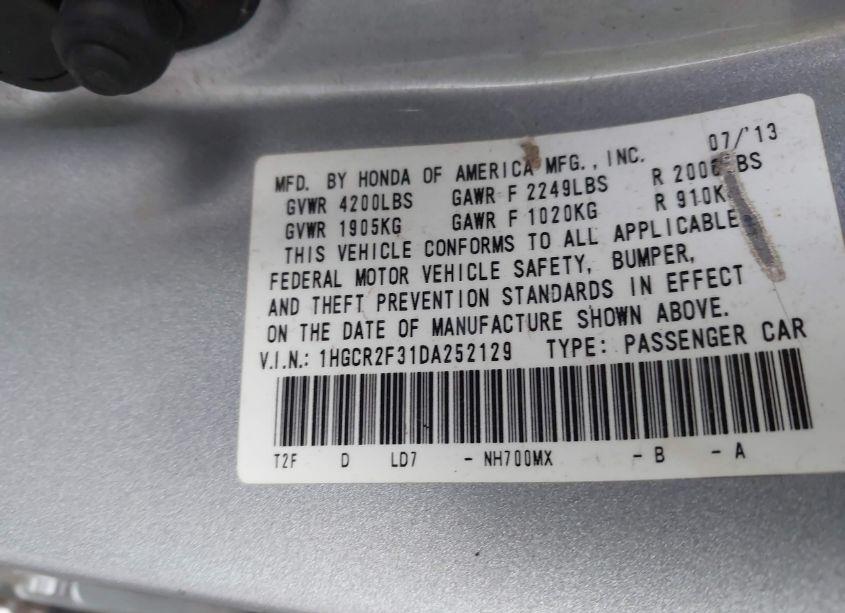 07/'13
MFD. BY HONDA OF AMERICA MFG., INC.
GVWR 4200LBS GAWR F 2249LBS R
GVWR 1905KG GAWR F 1020KG R
THIS VEHICLE CONFORMS TO ALL APPLICABLE
FEDERAL MOTOR VEHICLE SAFETY, BUMPER,
AND THEFT PREVENTION STANDARDS IN EFFECT
ON THE DATE OF MANUFACTURE SHOWN ABOVE.
V.I.N.: 1HGCR2F31DA252129 TYPE: PASSENGER CAR
T2F D LD7 - NH700MX - B - A